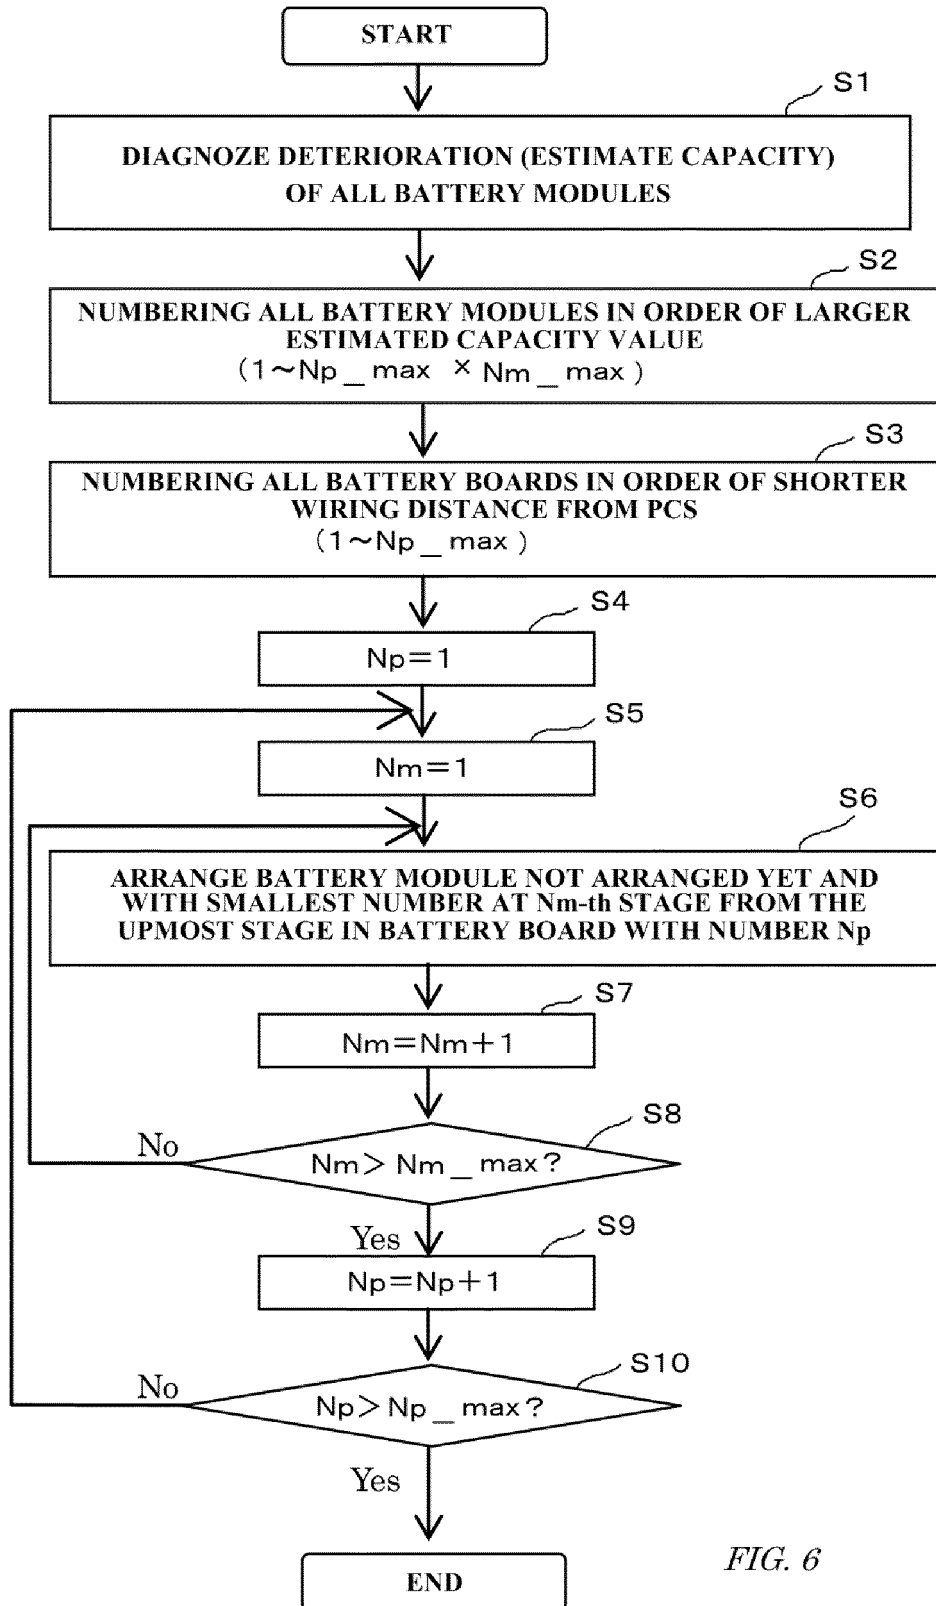 START
S1
DIAGNOZE DETERIORATION (ESTIMATE CAPACITY)
OF ALL BATTERY MODULES
S2
NUMBERING ALL BATTERY MODULES IN ORDER OF LARGER
ESTIMATED CAPACITY VALUE
(1~Np_max × Nm_max)
S3
NUMBERING ALL BATTERY BOARDS IN ORDER OF SHORTER
WIRING DISTANCE FROM PCS
(1~Np_max)
S4
Np=1
S5
Nm=1
S6
ARRANGE BATTERY MODULE NOT ARRANGED YET AND
WITH SMALLEST NUMBER AT Nm-th STAGE FROM THE
UPMOST STAGE IN BATTERY BOARD WITH NUMBER Np
S7
Nm=Nm+1
S8
No
Nm>Nm_max?
Yes
S9
Np=Np+1
S10
No
Np>Np_max?
Yes
END
FIG. 6